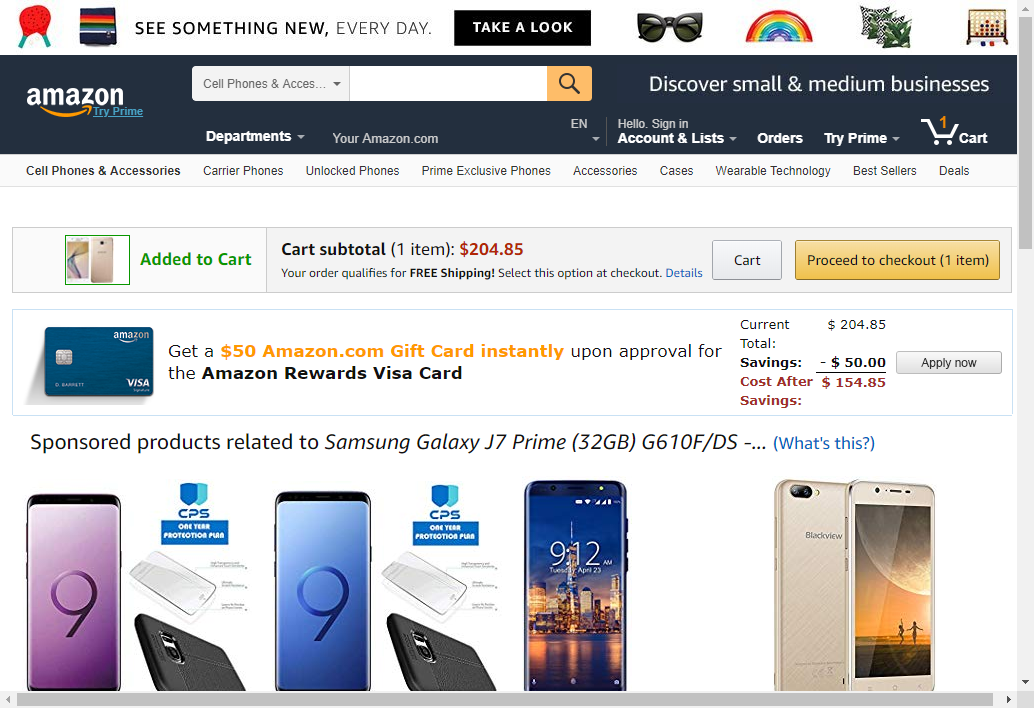 SEE SOMETHING NEW, EVERY DAY.
TAKE A LOOK
amazon
Try Prime
Cell Phones & Acces...
Discover small & medium businesses
Departments
Your Amazon.com
EN
Hello. Sign in
Account & Lists
Orders
Try Prime
1
Cart
Cell Phones & Accessories
Carrier Phones
Unlocked Phones
Prime Exclusive Phones
Accessories
Cases
Wearable Technology
Best Sellers
Deals
Added to Cart
Cart subtotal (1 item): $204.85
Your order qualifies for FREE Shipping! Select this option at checkout. Details
Cart
Proceed to checkout (1 item)
amazon
D. BARRETT
VISA
Signature
Get a $50 Amazon.com Gift Card instantly upon approval for
the Amazon Rewards Visa Card
Current $ 204.85
Total:
Savings: - $ 50.00
Cost After $ 154.85
Savings:
Apply now
Sponsored products related to Samsung Galaxy J7 Prime (32GB) G610F/DS -... (What's this?)
9
CPS
ONE YEAR
PROTECTION PLAN
9
CPS
ONE YEAR
PROTECTION PLAN
9:12 AM
Tuesday, April 23
Blackview